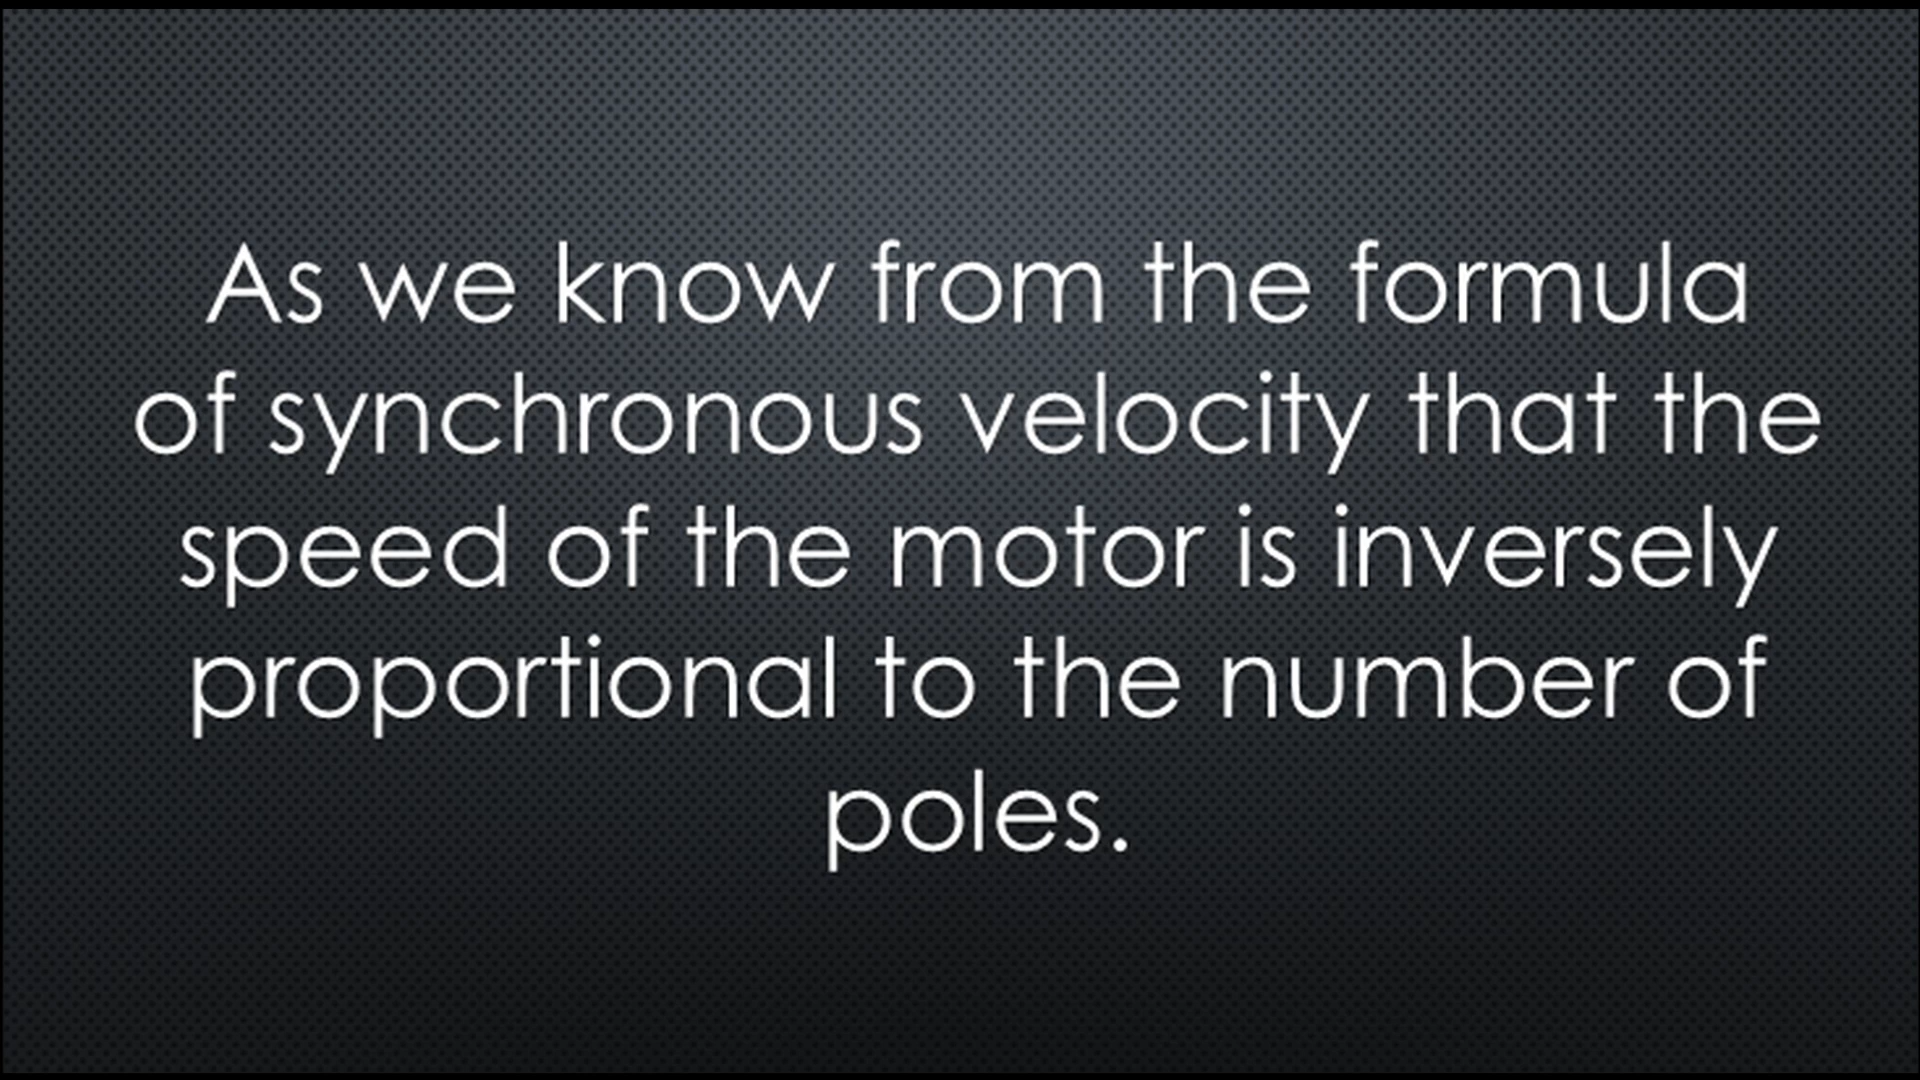 As we know from the formula
of synchronous velocity that the
speed of the motor is inversely
proportional to the number of
poles.